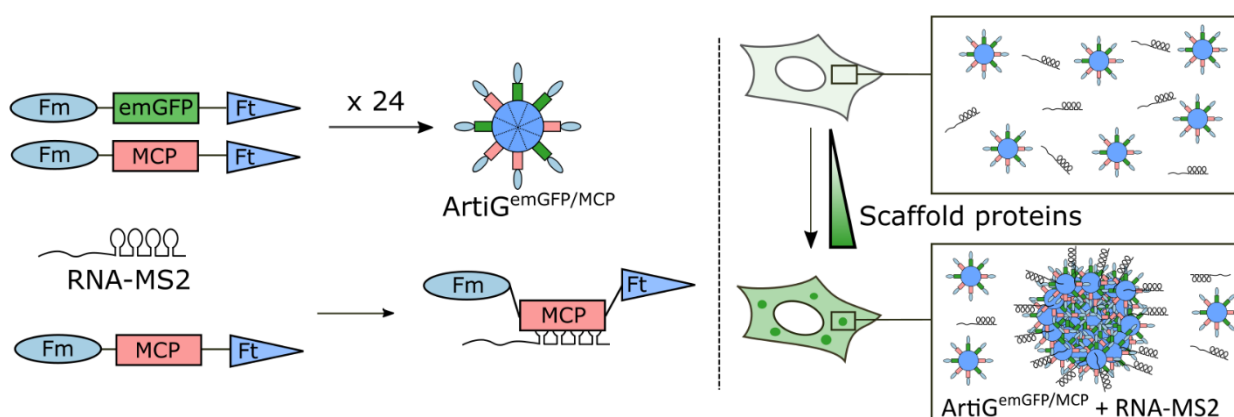 Fm emGFP Ft
x 24
Fm MCP Ft
ArtiG^emGFP/MCP
RNA-MS2
Fm MCP Ft
Fm MCP Ft
Scaffold proteins
ArtiG^emGFP/MCP + RNA-MS2